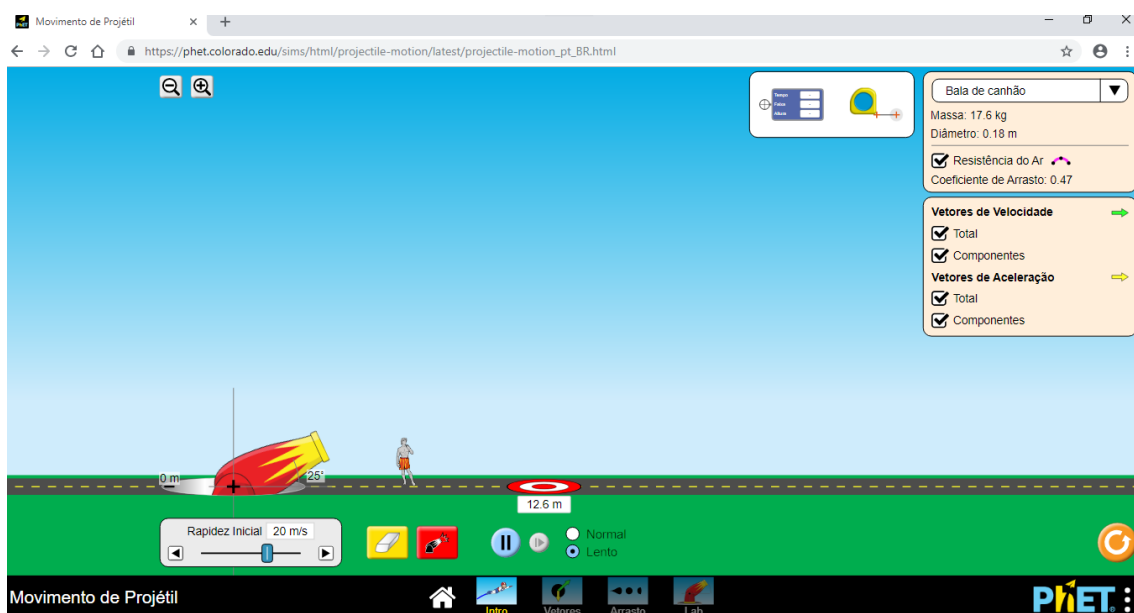 Movimento de Projétil
https://phet.colorado.edu/sims/html/projectile-motion/latest/projectile-motion_pt_BR.html
Tempo
Faixa
Altura
Bala de canhão
Massa: 17.6 kg
Diâmetro: 0.18 m
Resistência do Ar
Coeficiente de Arrasto: 0.47
Vetores de Velocidade
Total
Componentes
Vetores de Aceleração
Total
Componentes
0 m
25°
12.6 m
Rapidez Inicial 20 m/s
Normal
Lento
Movimento de Projétil
Intro
Vetores
Arrasto
Lab
PhET